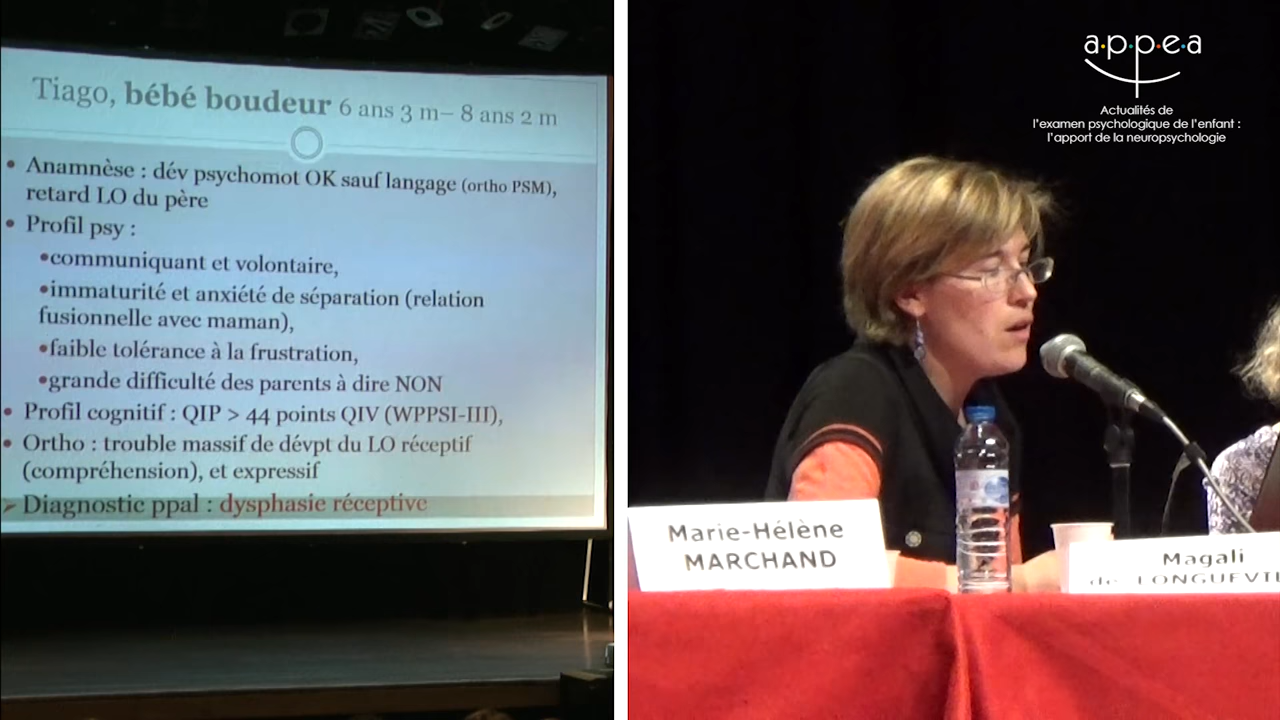 Tiago, bébé boudeur 6 ans 3 m– 8 ans 2 m
• Anamnèse : dév psychomot OK sauf langage (ortho PSM),
retard LO du père
• Profil psy :
•communiquant et volontaire,
•immaturité et anxiété de séparation (relation
fusionnelle avec maman),
•faible tolérance à la frustration,
•grande difficulté des parents à dire NON
• Profil cognitif : QIP > 44 points QIV (WPPSI-III),
• Ortho : trouble massif de dévpt du LO réceptif
(compréhension), et expressif
➢ Diagnostic ppal : dysphasie réceptive
a·p·p·e·a
Actualités de
l'examen psychologique de l'enfant :
l'apport de la neuropsychologie
Marie-Hélène
MARCHAND
Magali
de